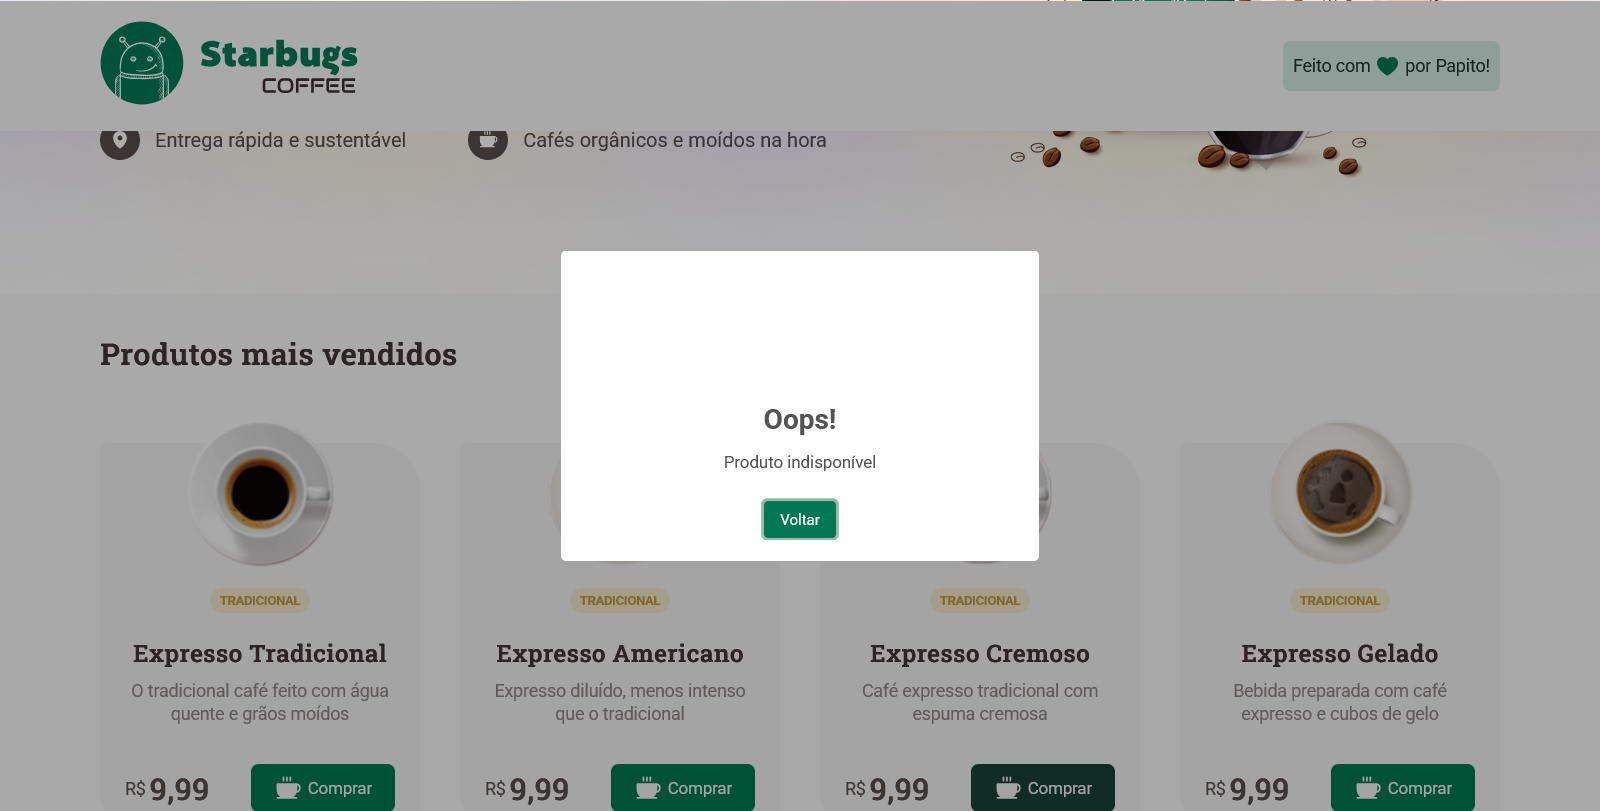 Starbugs
COFFEE
Feito com por Papito!
Entrega rápida e sustentável
Cafés orgânicos e moídos na hora
Produtos mais vendidos
Oops!
Produto indisponível
Voltar
TRADICIONAL
Expresso Tradicional
O tradicional café feito com água
quente e grãos moídos
R$ 9,99
Comprar
TRADICIONAL
Expresso Americano
Expresso diluído, menos intenso
que o tradicional
R$ 9,99
Comprar
TRADICIONAL
Expresso Cremoso
Café expresso tradicional com
espuma cremosa
R$ 9,99
Comprar
TRADICIONAL
Expresso Gelado
Bebida preparada com café
expresso e cubos de gelo
R$ 9,99
Comprar